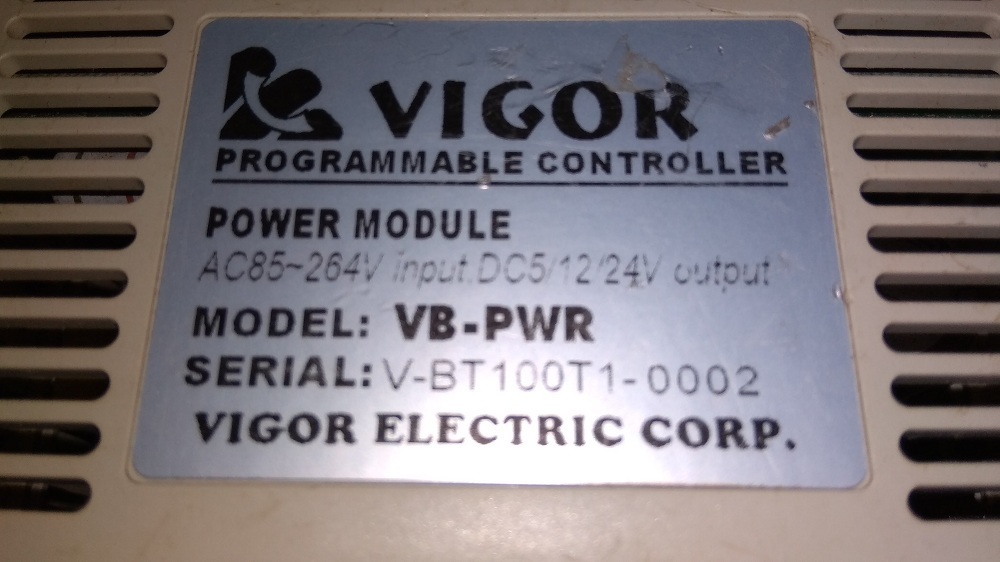 VIGOR
PROGRAMMABLE CONTROLLER
POWER MODULE
AC85~264V input.DC5/12/24V output
MODEL: VB-PWR
SERIAL: V-BT100T1-0002
VIGOR ELECTRIC CORP.